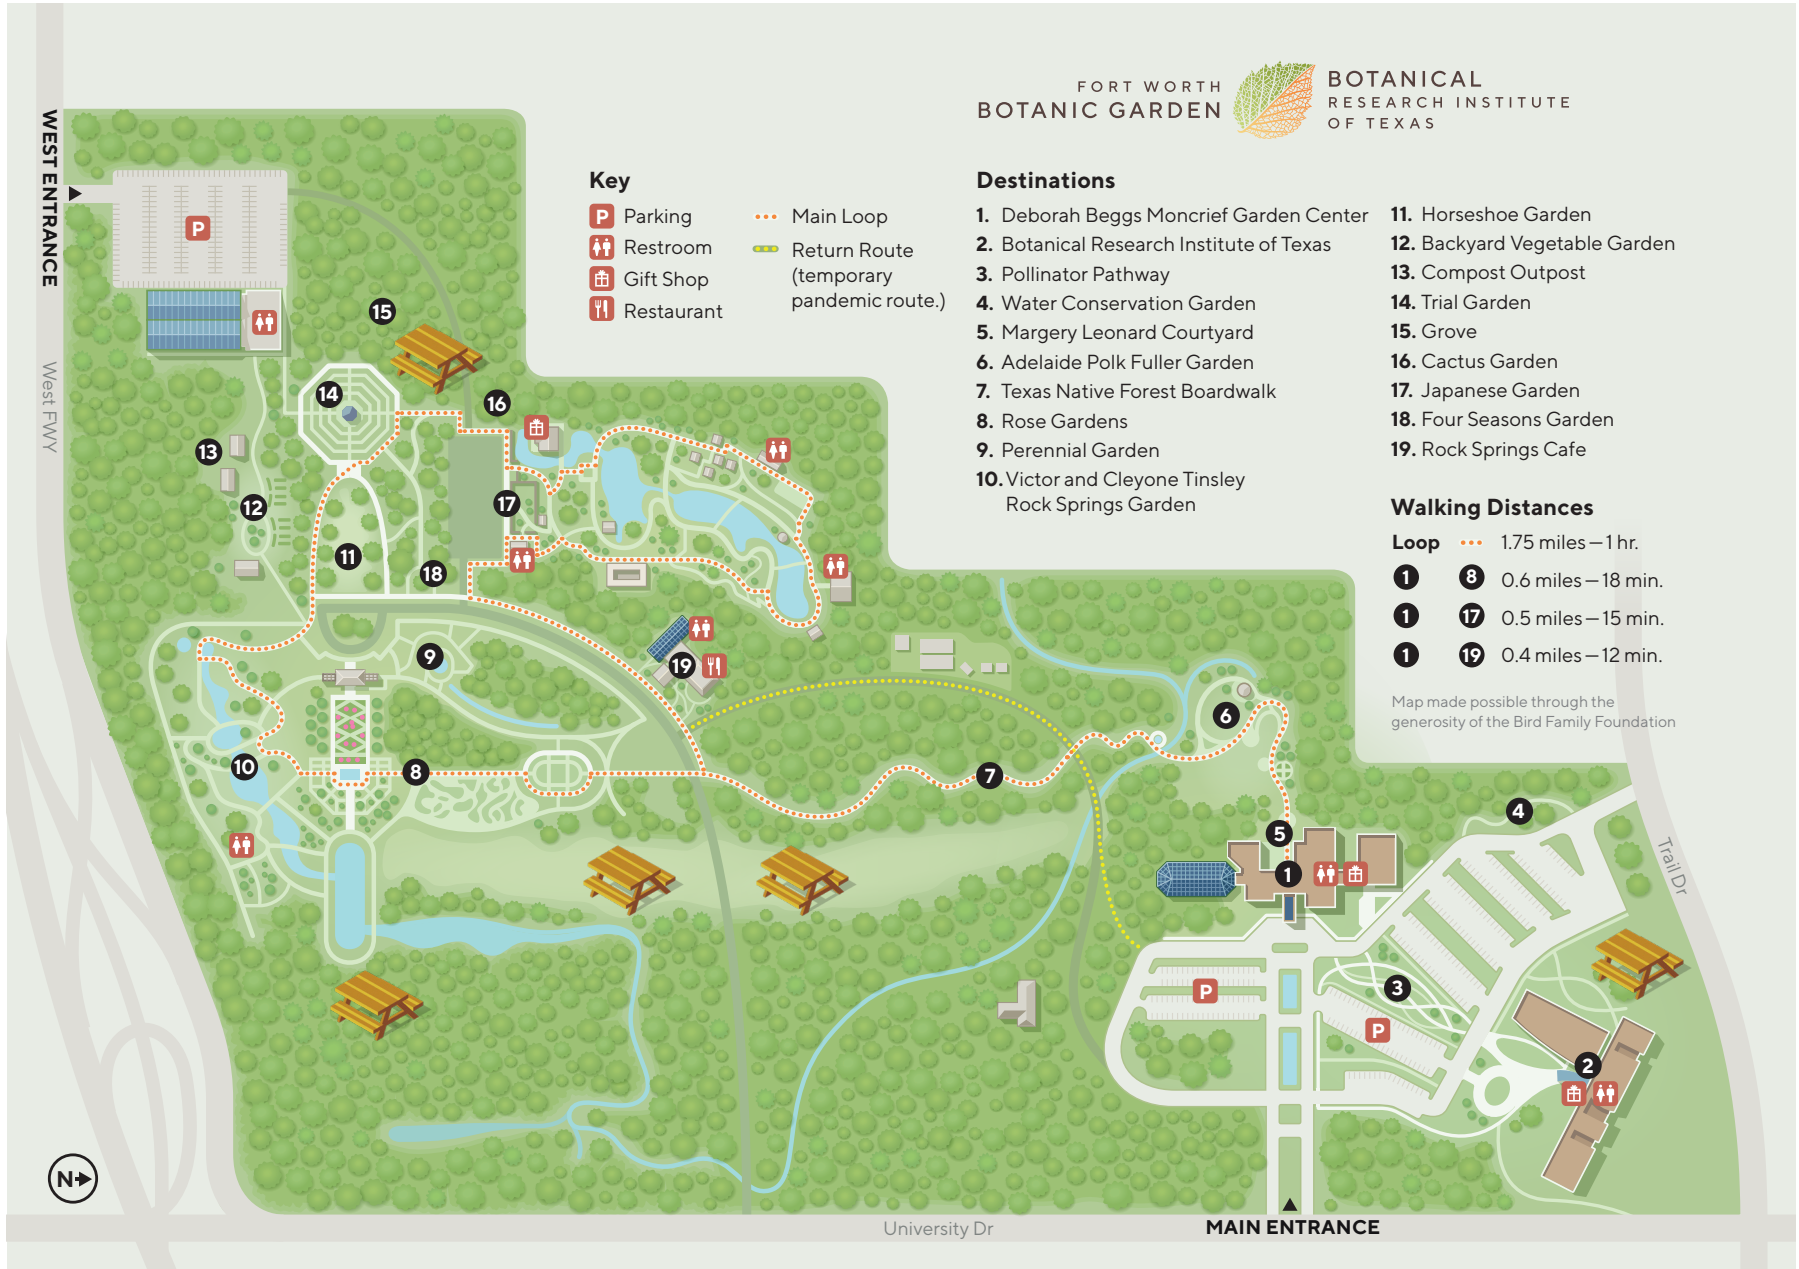 FORT WORTH
BOTANIC GARDEN
BOTANICAL
RESEARCH INSTITUTE
OF TEXAS
WEST ENTRANCE
West FWY
Key
P Parking
Restroom
Gift Shop
Restaurant
Main Loop
Return Route
(temporary
pandemic route.)
Destinations
1. Deborah Beggs Moncrief Garden Center
2. Botanical Research Institute of Texas
3. Pollinator Pathway
4. Water Conservation Garden
5. Margery Leonard Courtyard
6. Adelaide Polk Fuller Garden
7. Texas Native Forest Boardwalk
8. Rose Gardens
9. Perennial Garden
10. Victor and Cleyone Tinsley
Rock Springs Garden
11. Horseshoe Garden
12. Backyard Vegetable Garden
13. Compost Outpost
14. Trial Garden
15. Grove
16. Cactus Garden
17. Japanese Garden
18. Four Seasons Garden
19. Rock Springs Cafe
Walking Distances
Loop 1.75 miles – 1 hr.
1 8 0.6 miles – 18 min.
1 17 0.5 miles – 15 min.
1 19 0.4 miles – 12 min.
Map made possible through the
generosity of the Bird Family Foundation
P
15
14
16
13
12
17
11
18
9
19
6
10
8
7
4
5
1
Trail Dr
3
P
P
2
N
University Dr
MAIN ENTRANCE